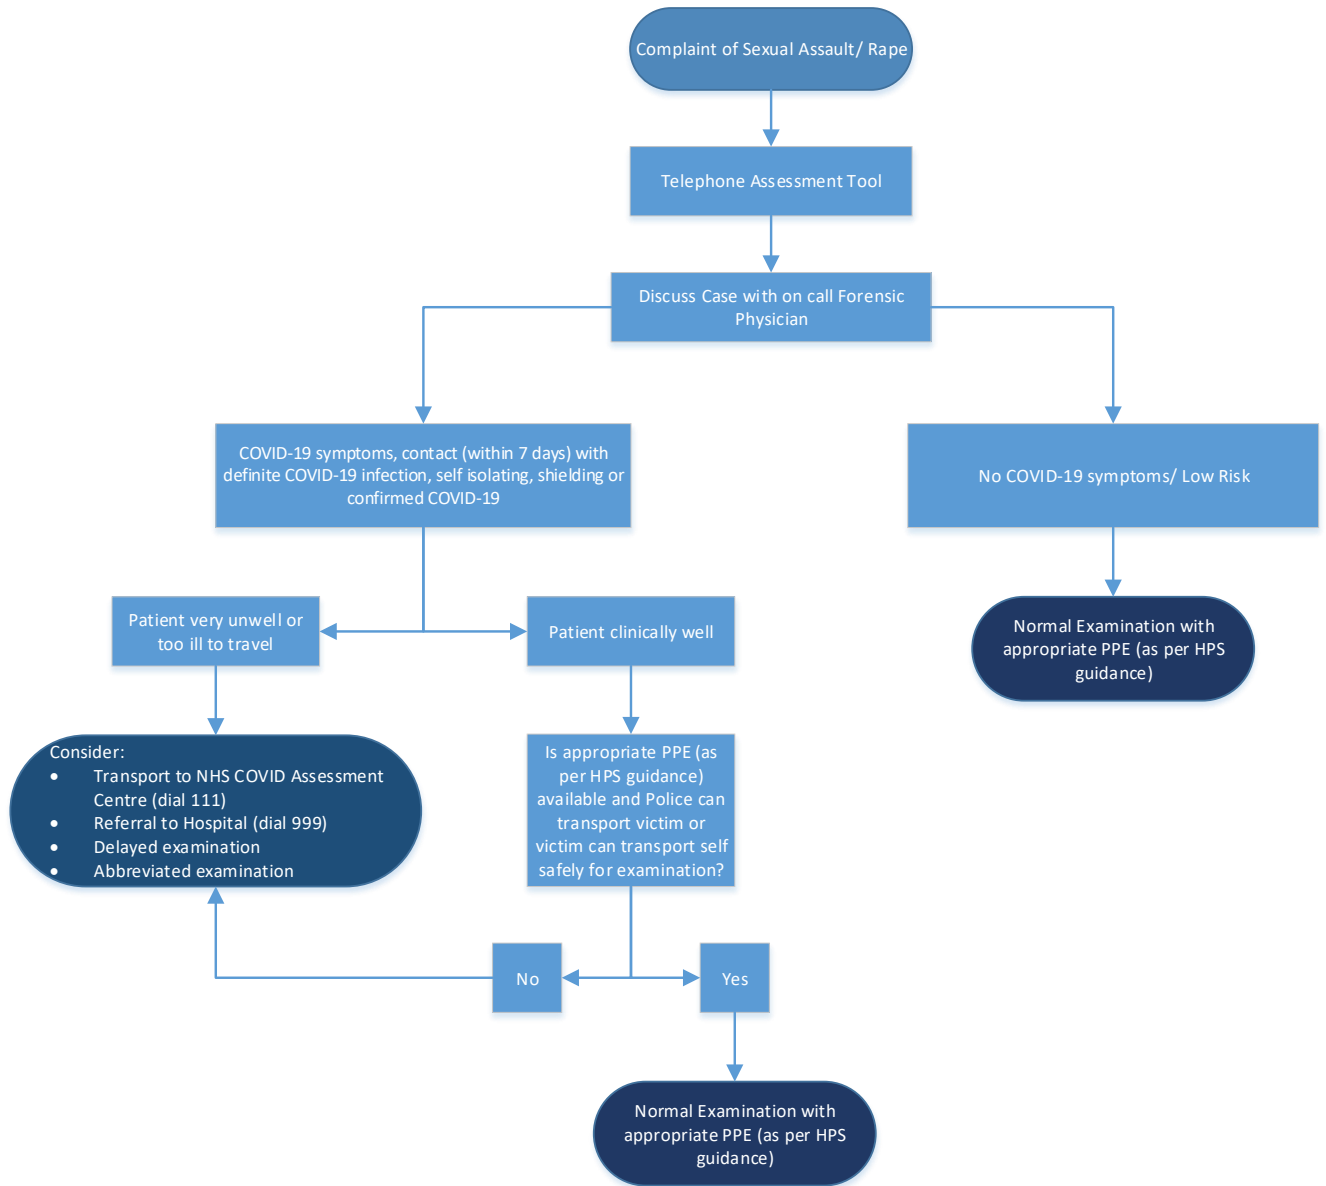 Complaint of Sexual Assault/ Rape
Telephone Assessment Tool
Discuss Case with on call Forensic
Physician
COVID-19 symptoms, contact (within 7 days) with
definite COVID-19 infection, self isolating, shielding or
confirmed COVID-19
No COVID-19 symptoms/ Low Risk
Patient very unwell or
too ill to travel
Patient clinically well
Normal Examination with
appropriate PPE (as per HPS
guidance)
Consider:
• Transport to NHS COVID Assessment
Centre (dial 111)
• Referral to Hospital (dial 999)
• Delayed examination
• Abbreviated examination
Is appropriate PPE (as
per HPS guidance)
available and Police can
transport victim or
victim can transport self
safely for examination?
No
Yes
Normal Examination with
appropriate PPE (as per HPS
guidance)